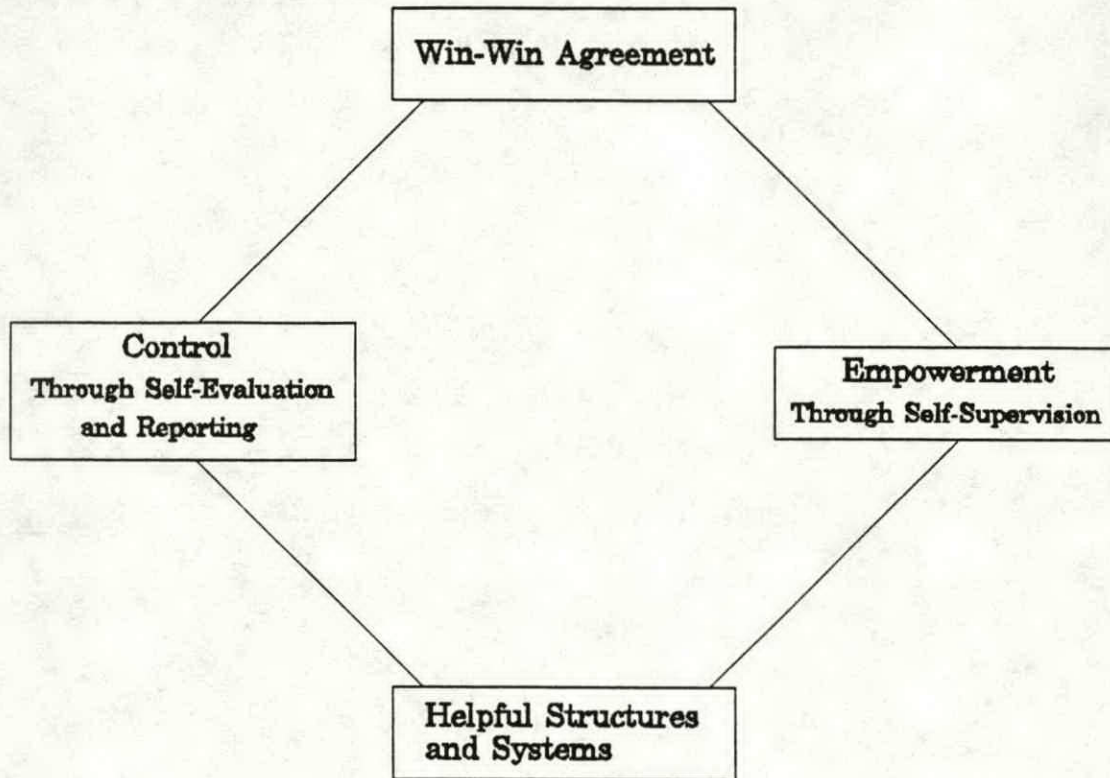 Win-Win Agreement
Control
Through Self-Evaluation
and Reporting
Empowerment
Through Self-Supervision
Helpful Structures
and Systems